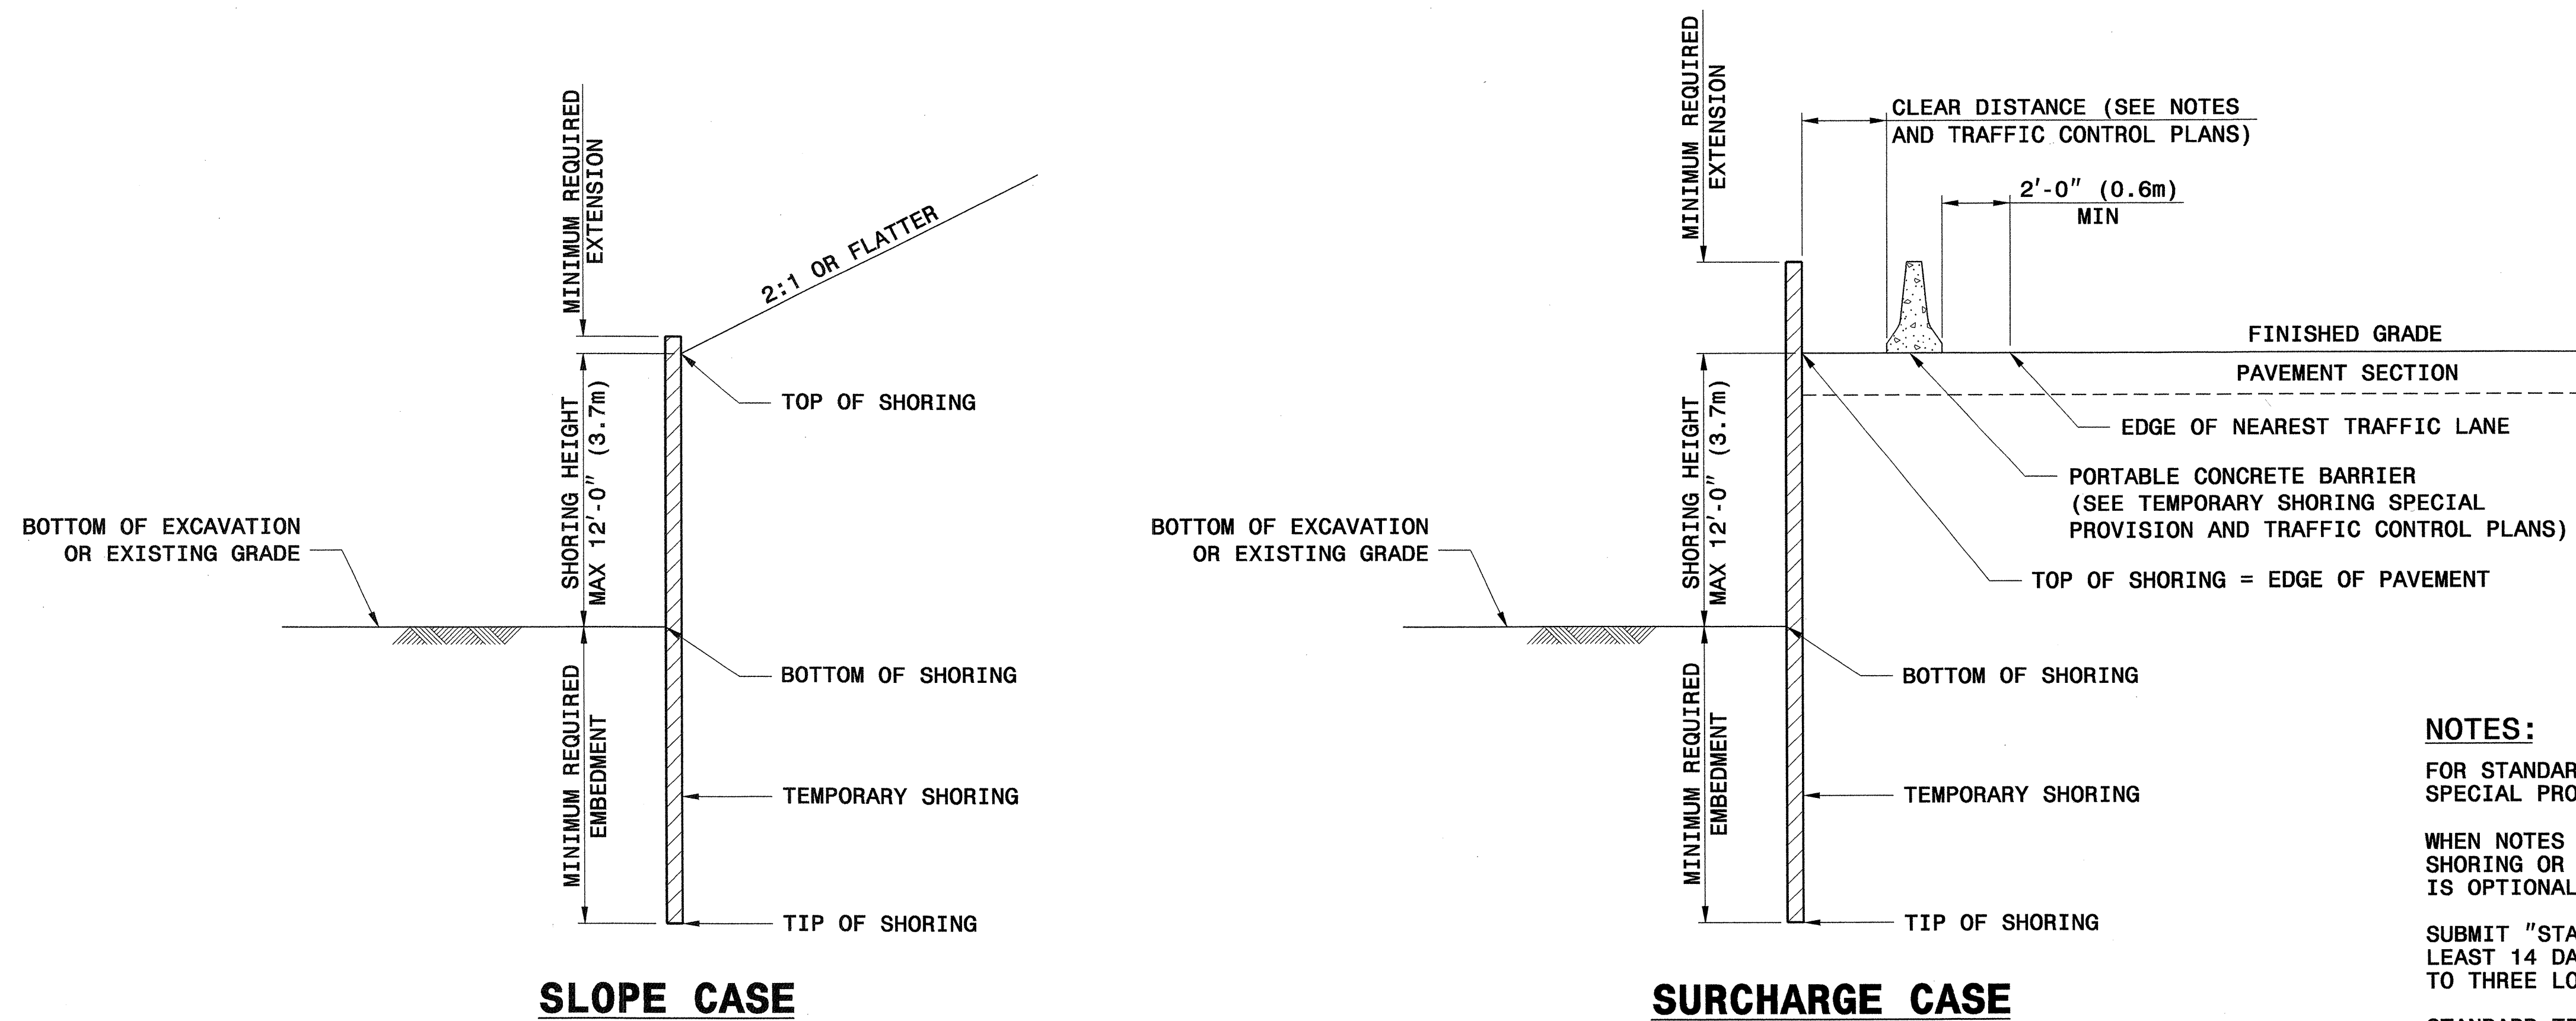 MINIMUM REQUIRED
EXTENSION
2:1 OR FLATTER
SHORING HEIGHT
MAX 12'-0" (3.7m)
TOP OF SHORING
BOTTOM OF EXCAVATION
OR EXISTING GRADE
BOTTOM OF SHORING
MINIMUM REQUIRED
EMBEDMENT
TEMPORARY SHORING
TIP OF SHORING
SLOPE CASE
MINIMUM REQUIRED
EXTENSION
CLEAR DISTANCE (SEE NOTES
AND TRAFFIC CONTROL PLANS)
2'-0" (0.6m)
MIN
FINISHED GRADE
PAVEMENT SECTION
EDGE OF NEAREST TRAFFIC LANE
PORTABLE CONCRETE BARRIER
(SEE TEMPORARY SHORING SPECIAL
PROVISION AND TRAFFIC CONTROL PLANS)
TOP OF SHORING = EDGE OF PAVEMENT
SHORING HEIGHT
MAX 12'-0" (3.7m)
BOTTOM OF EXCAVATION
OR EXISTING GRADE
BOTTOM OF SHORING
MINIMUM REQUIRED
EMBEDMENT
TEMPORARY SHORING
TIP OF SHORING
SURCHARGE CASE
NOTES:
FOR
SPECIAL
WHEN NOTES
SHORING OR
IS OPTIONAL
SUBMIT
LEAST 14
TO THREE